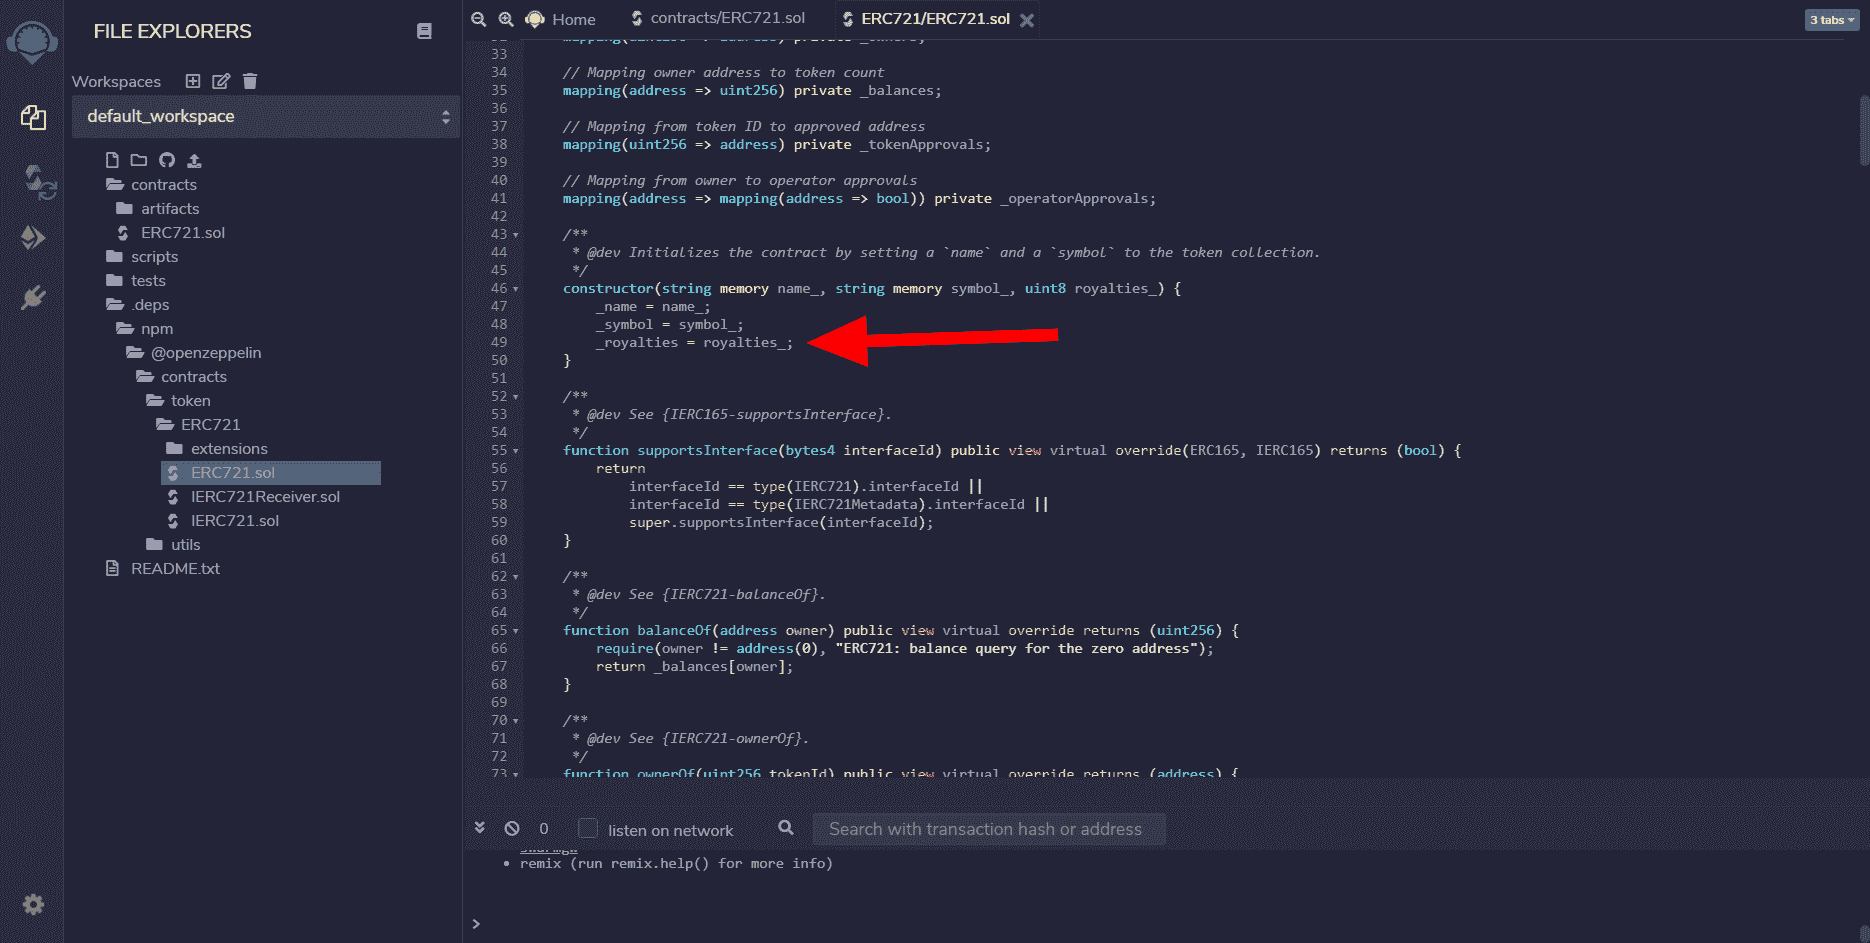 FILE EXPLORERS
Workspaces
default_workspace
contracts
artifacts
ERC721.sol
scripts
tests
.deps
npm
@openzeppelin
contracts
token
ERC721
extensions
ERC721.sol
IERC721Receiver.sol
IERC721.sol
utils
README.txt
Home
contracts/ERC721.sol
ERC721/ERC721.sol
3 tabs
33
34 // Mapping owner address to token count
35 mapping(address => uint256) private _balances;
36
37 // Mapping from token ID to approved address
38 mapping(uint256 => address) private _tokenApprovals;
39
40 // Mapping from owner to operator approvals
41 mapping(address => mapping(address => bool)) private _operatorApprovals;
42
43 /**
44 * @dev Initializes the contract by setting a `name` and a `symbol` to the token collection.
45 */
46 constructor(string memory name_, string memory symbol_, uint8 royalties_) {
47 _name = name_;
48 _symbol = symbol_;
49 _royalties = royalties_;
50 }
51
52 /**
53 * @dev See {IERC165-supportsInterface}.
54 */
55 function supportsInterface(bytes4 interfaceId) public view virtual override(ERC165, IERC165) returns (bool) {
56 return
57 interfaceId == type(IERC721).interfaceId ||
58 interfaceId == type(IERC721Metadata).interfaceId ||
59 super.supportsInterface(interfaceId);
60 }
61
62 /**
63 * @dev See {IERC721-balanceOf}.
64 */
65 function balanceOf(address owner) public view virtual override returns (uint256) {
66 require(owner != address(0), "ERC721: balance query for the zero address");
67 return _balances[owner];
68 }
69
70 /**
71 * @dev See {IERC721-ownerOf}.
72 */
73 function ownerOf(uint256 tokenId) public view virtual override returns (address) {
0
listen on network
Search with transaction hash or address
remix (run remix.help() for more info)
>